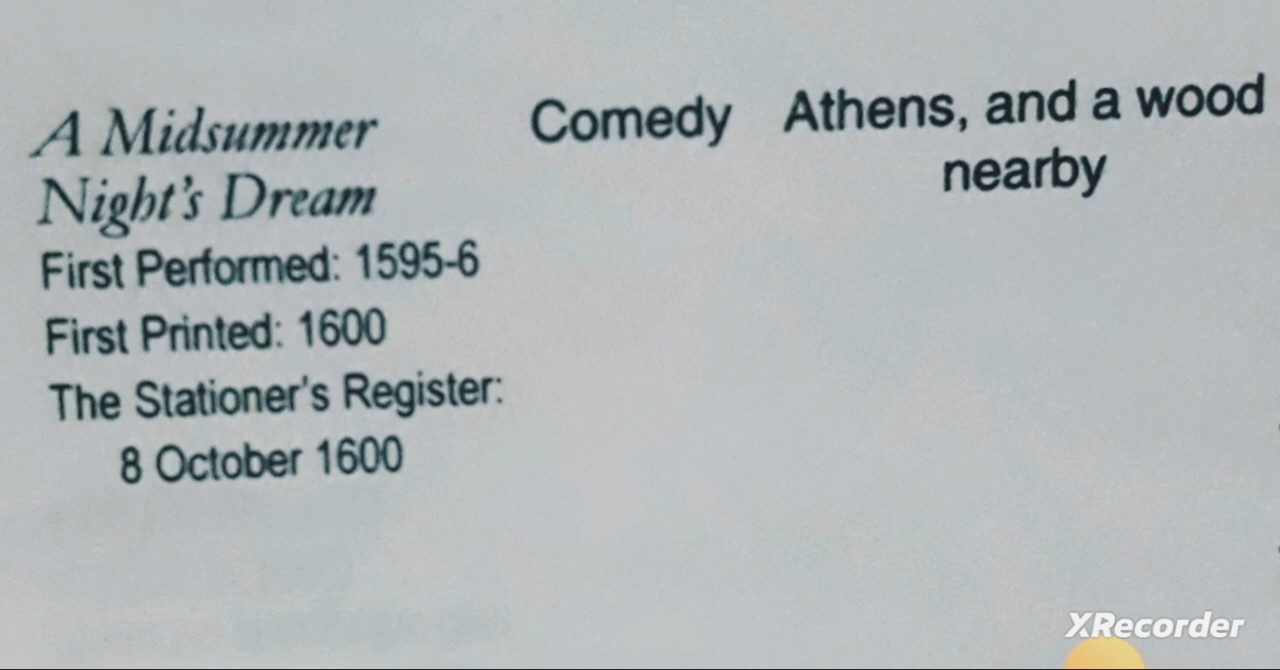 A Midsummer Comedy Athens, and a wood
Night's Dream nearby
First Performed: 1595-6
First Printed: 1600
The Stationer's Register:
8 October 1600
XRecorder